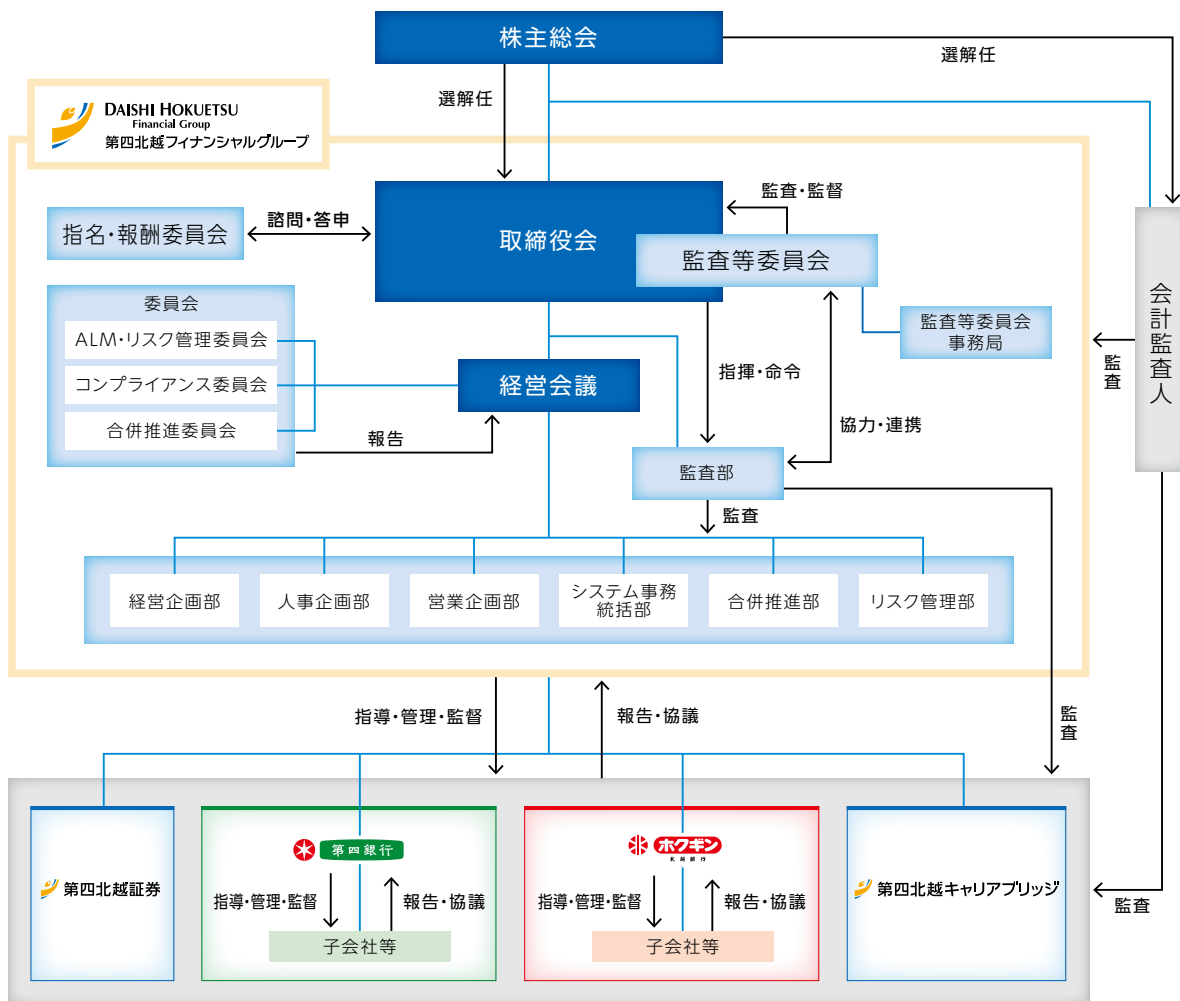 株主総会
選解任
選解任
DAISHI HOKUETSU
Financial Group
第四北越フィナンシャルグループ
監査・監督
指名・報酬委員会
諮問・答申
取締役会
監査等委員会
会計監査人
委員会
ALM・リスク管理委員会
コンプライアンス委員会
合併推進委員会
監査等委員会
事務局
監査
経営会議
指揮・命令
協力・連携
報告
監査部
監査
経営企画部
人事企画部
営業企画部
システム事務
統括部
合併推進部
リスク管理部
指導・管理・監督
報告・協議
監査
第四北越証券
第四銀行
指導・管理・監督
報告・協議
子会社等
ホクギン
北越銀行
指導・管理・監督
報告・協議
子会社等
第四北越キャリアブリッジ
監査